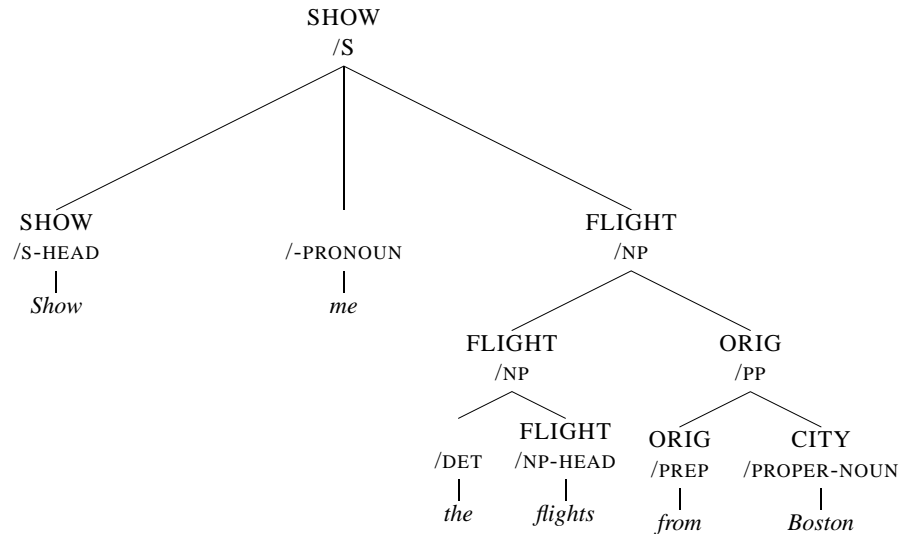 SHOW
/S
SHOW
/S-HEAD
Show
/-PRONOUN
me
FLIGHT
/NP
FLIGHT
/NP
ORIG
/PP
/DET
the
FLIGHT
/NP-HEAD
flights
ORIG
/PREP
from
CITY
/PROPER-NOUN
Boston